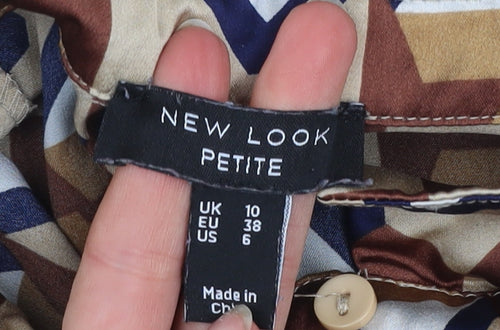 NEW LOOK
PETITE
UK 10
EU 38
US 6
Made in